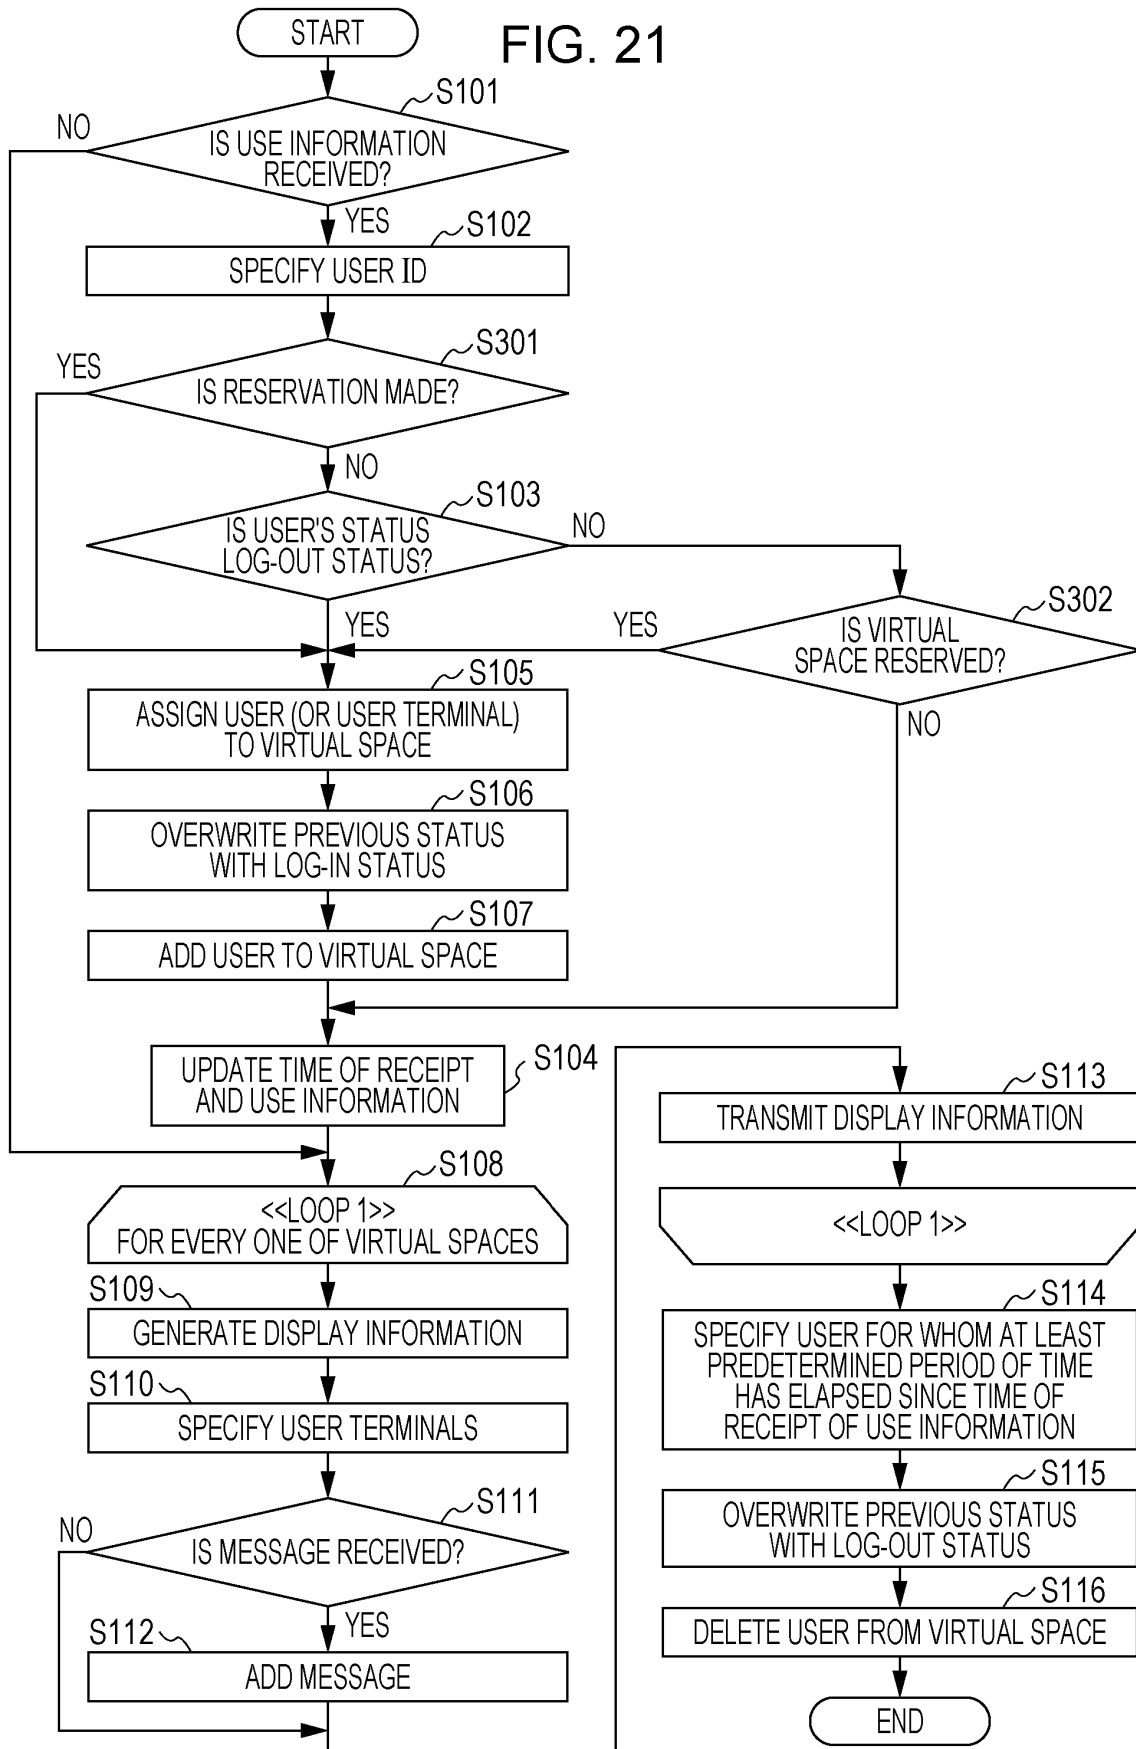 FIG. 21
START
S101
NO
IS USE INFORMATION
RECEIVED?
YES
S102
SPECIFY USER ID
S301
YES
IS RESERVATION MADE?
NO
S103
IS USER'S STATUS
LOG-OUT STATUS?
NO
YES
S302
YES
IS VIRTUAL
SPACE RESERVED?
NO
S105
ASSIGN USER (OR USER TERMINAL)
TO VIRTUAL SPACE
S106
OVERWRITE PREVIOUS STATUS
WITH LOG-IN STATUS
S107
ADD USER TO VIRTUAL SPACE
S104
UPDATE TIME OF RECEIPT
AND USE INFORMATION
S108
<<LOOP 1>>
FOR EVERY ONE OF VIRTUAL SPACES
S109
GENERATE DISPLAY INFORMATION
S110
SPECIFY USER TERMINALS
S111
NO
IS MESSAGE RECEIVED?
YES
S112
ADD MESSAGE
S113
TRANSMIT DISPLAY INFORMATION
<<LOOP 1>>
S114
SPECIFY USER FOR WHOM AT LEAST
PREDETERMINED PERIOD OF TIME
HAS ELAPSED SINCE TIME OF
RECEIPT OF USE INFORMATION
S115
OVERWRITE PREVIOUS STATUS
WITH LOG-OUT STATUS
S116
DELETE USER FROM VIRTUAL SPACE
END